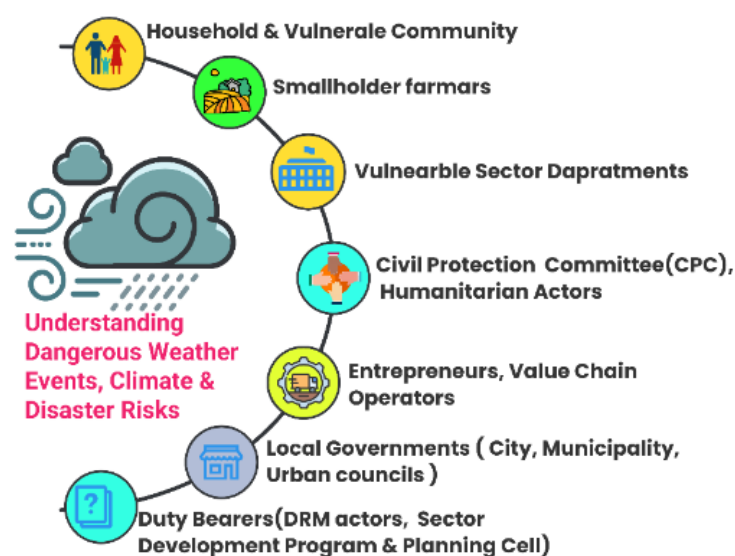 Household & Vulnerale Community
Smallholder farmars
Vulnearble Sector Dapratments
Civil Protection Committee(CPC),
Humanitarian Actors
Understanding
Dangerous Weather
Events, Climate &
Disaster Risks
Entrepreneurs, Value Chain
Operators
Local Governments ( City, Municipality,
Urban councils )
?
Duty Bearers(DRM actors, Sector
Development Program & Planning Cell)